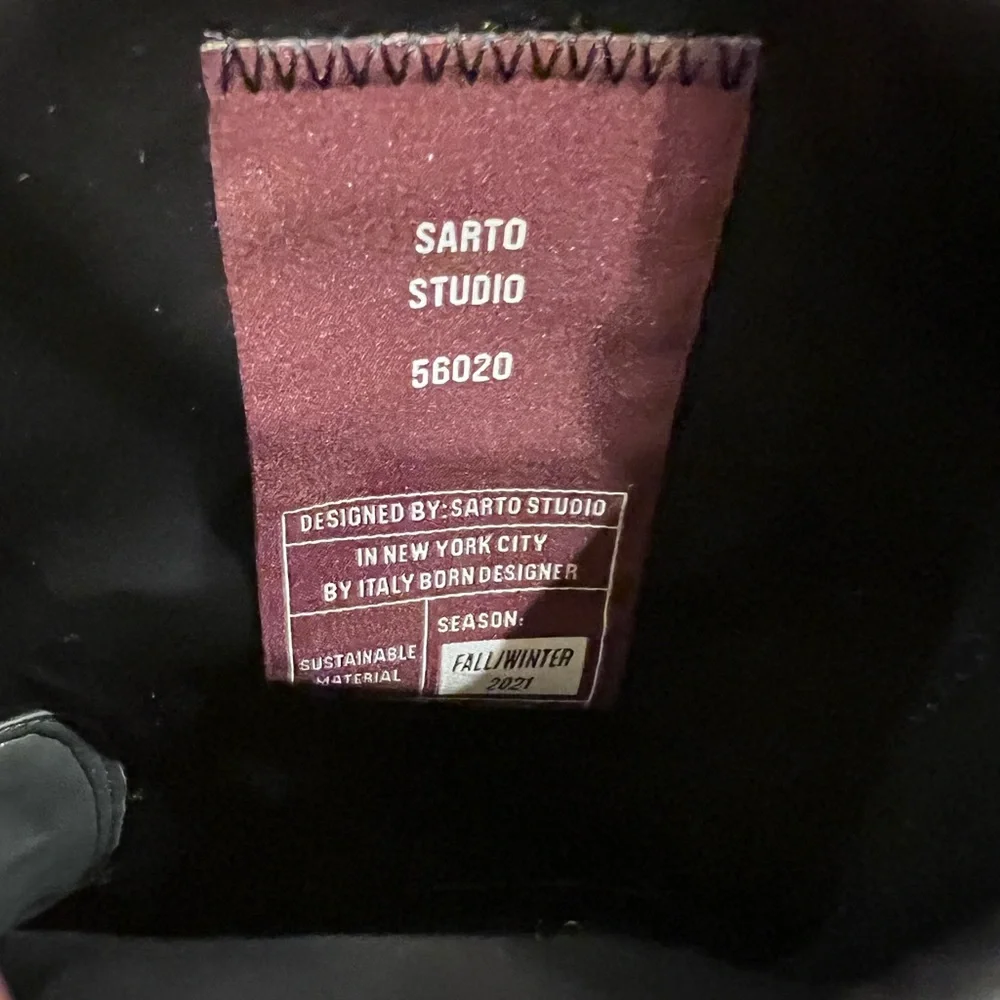 SARTO
STUDIO
56020
DESIGNED BY: SARTO STUDIO
IN NEW YORK CITY
BY ITALY BORN DESIGNER
SUSTAINABLE
MATERIAL
SEASON:
FALL/WINTER
2021